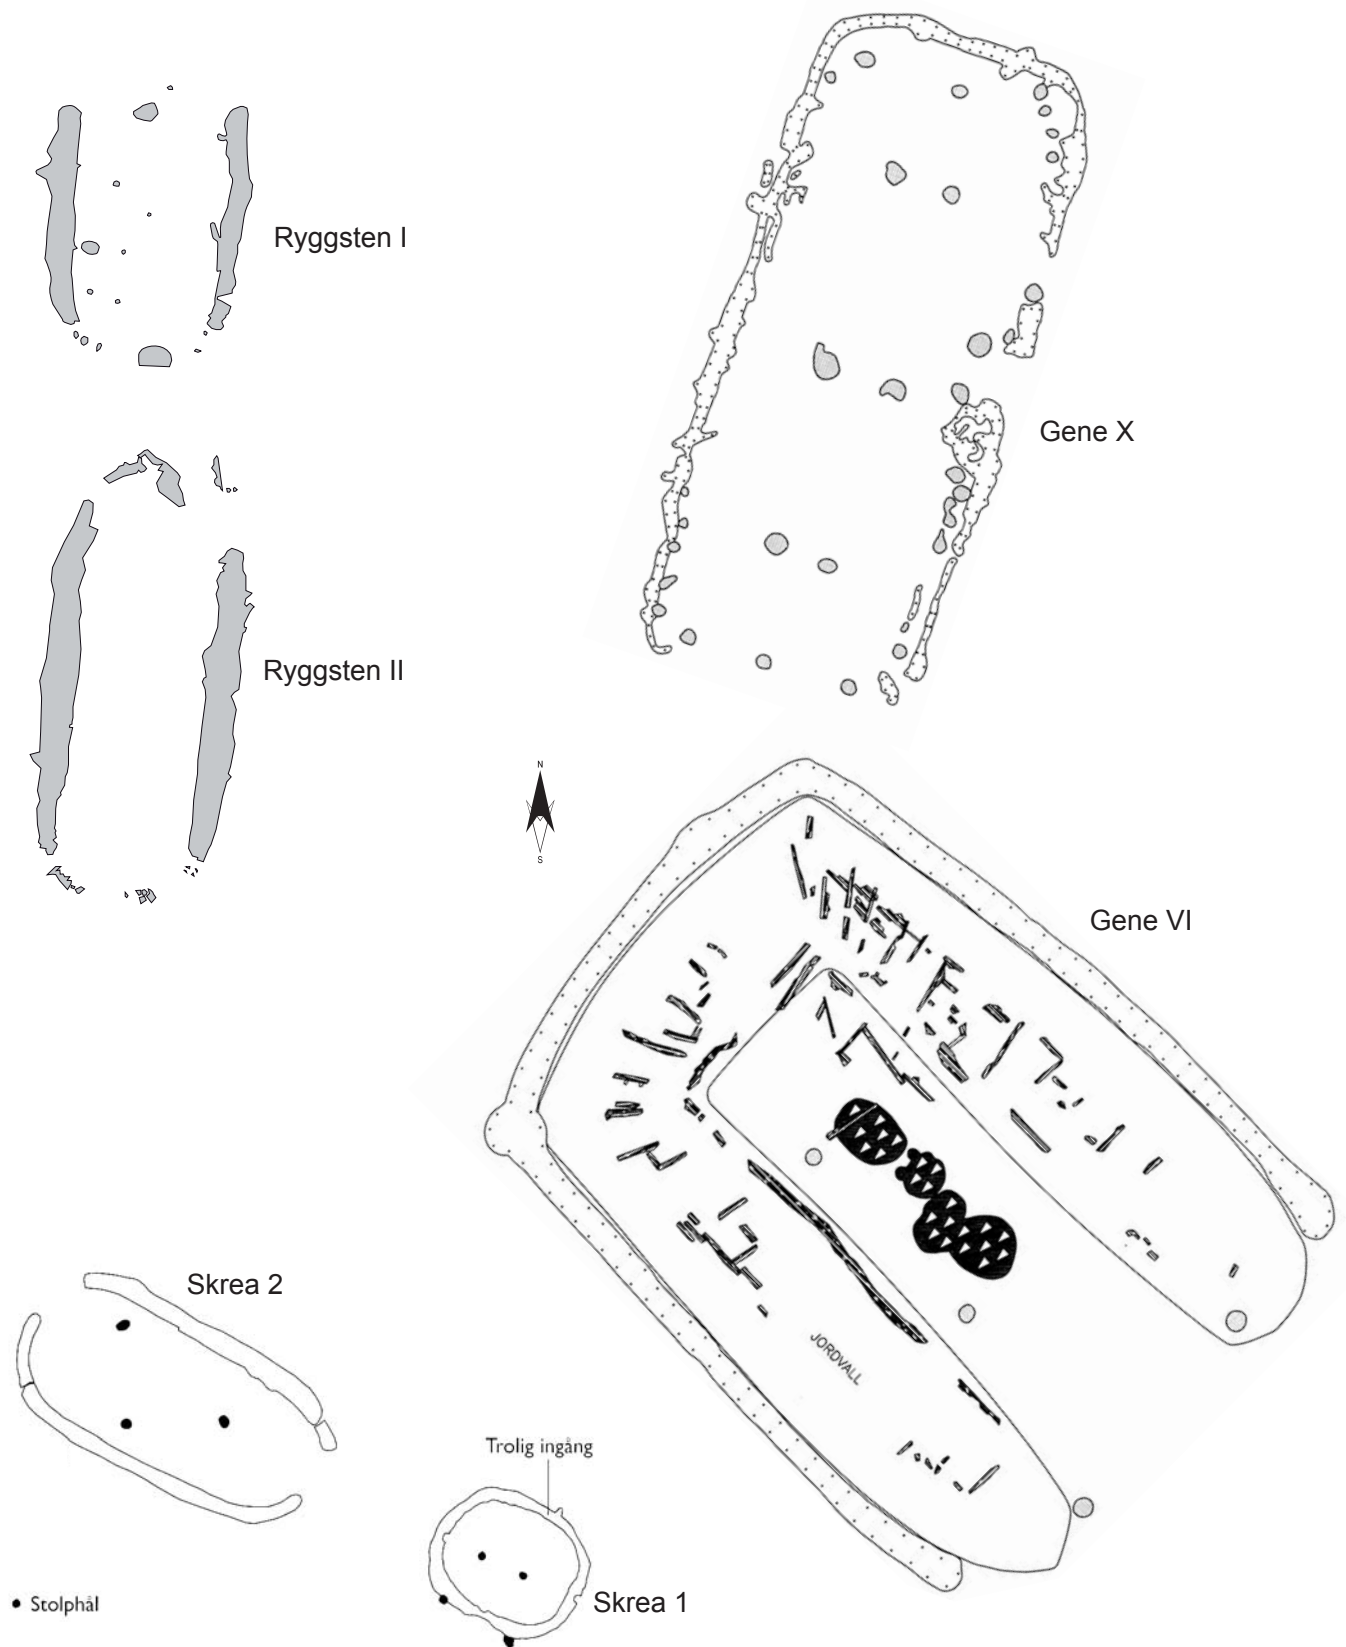 Ryggsten I
Gene X
Ryggsten II
N
S
Gene VI
Skrea 2
JORDVALL
Trolig ingång
Skrea 1
Stolphål